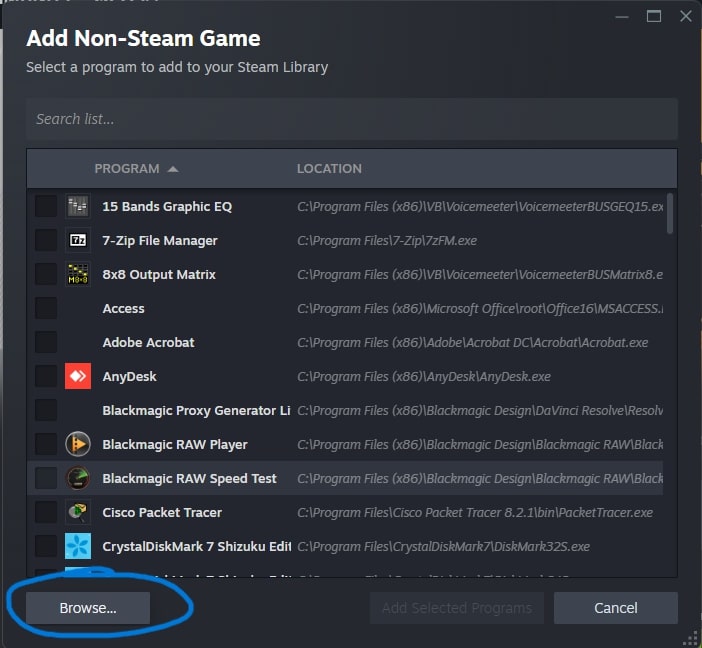 Add Non-Steam Game
Select a program to add to your Steam Library
Search list...
PROGRAM LOCATION
15 Bands Graphic EQ C:\Program Files (x86)\VB\Voicemeeter\VoicemeeterBUSGEQ15.ex
7-Zip File Manager C:\Program Files\7-Zip\7zFM.exe
8x8 Output Matrix C:\Program Files (x86)\VB\Voicemeeter\VoicemeeterBUSMatrix8.e
Access C:\Program Files (x86)\Microsoft Office\root\Office16\MSACCESS.
Adobe Acrobat C:\Program Files (x86)\Adobe\Acrobat DC\Acrobat\Acrobat.exe
AnyDesk C:\Program Files (x86)\AnyDesk\AnyDesk.exe
Blackmagic Proxy Generator Li C:\Program Files (x86)\Blackmagic Design\DaVinci Resolve\Resolv
Blackmagic RAW Player C:\Program Files (x86)\Blackmagic Design\Blackmagic RAW\Black
Blackmagic RAW Speed Test C:\Program Files (x86)\Blackmagic Design\Blackmagic RAW\Black
Cisco Packet Tracer C:\Program Files\Cisco Packet Tracer 8.2.1\bin\PacketTracer.exe
CrystalDiskMark 7 Shizuku Edit C:\Program Files\CrystalDiskMark7\DiskMark32S.exe
Browse... Add Selected Programs Cancel